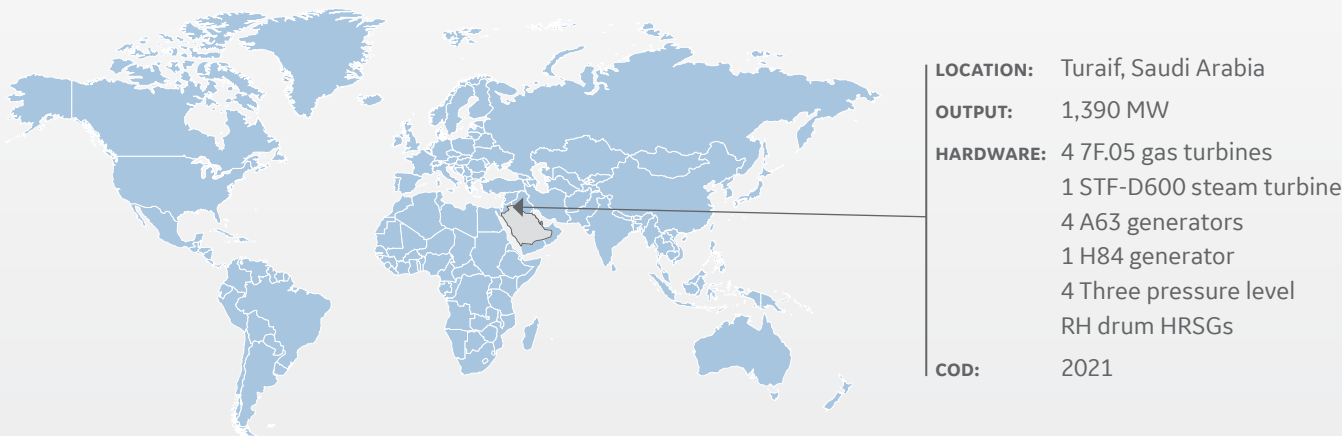 LOCATION: Turaif, Saudi Arabia
OUTPUT: 1,390 MW
HARDWARE: 4 7F.05 gas turbines
1 STF-D600 steam turbine
4 A63 generators
1 H84 generator
4 Three pressure level
RH drum HRSGs
COD: 2021